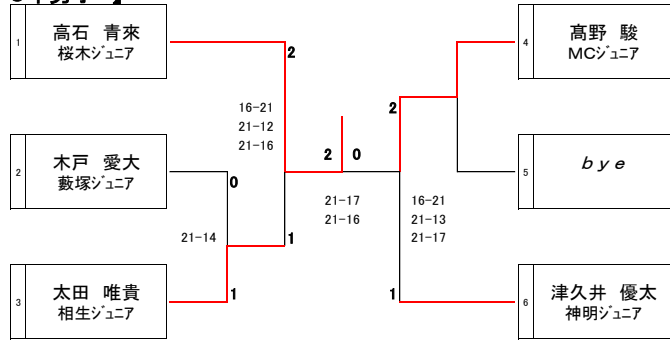 1
高石 青來
桜木ジュニア
2
木戸 愛大
藪塚ジュニア
3
太田 唯貴
相生ジュニア
2
16-21
21-12
21-16
0
21-14
1
1
2 0
21-17
21-16
2
16-21
21-13
21-17
1
4
髙野 駿
MCジュニア
5
bye
6
津久井 優太
神明ジュニア